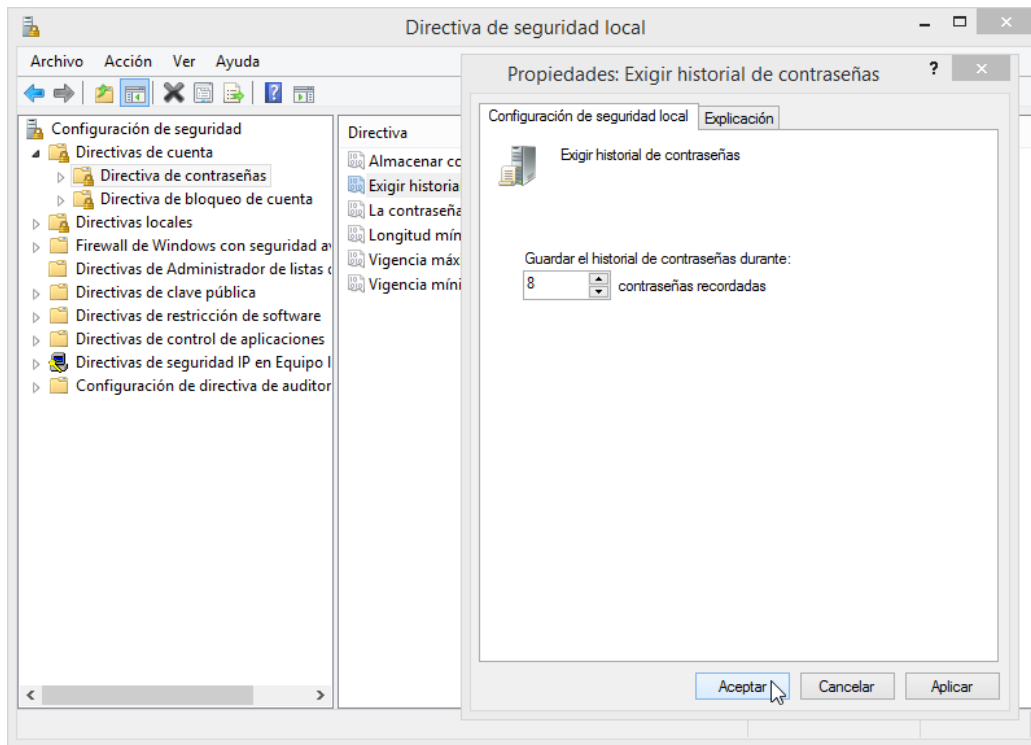 Directiva de seguridad local
Archivo Acción Ver Ayuda
Configuración de seguridad
Directivas de cuenta
Directiva de contraseñas
Directiva de bloqueo de cuenta
Directivas locales
Firewall de Windows con seguridad a
Directivas de Administrador de listas
Directivas de clave pública
Directivas de restricción de software
Directivas de control de aplicaciones
Directivas de seguridad IP en Equipo
Configuración de directiva de auditor
Directiva
Almacenar co
Exigir historia
La contraseña
Longitud mín
Vigencia máx
Vigencia míni
Propiedades: Exigir historial de contraseñas
?
Configuración de seguridad local
Explicación
Exigir historial de contraseñas
Guardar el historial de contraseñas durante:
8 contraseñas recordadas
Aceptar Cancelar Aplicar